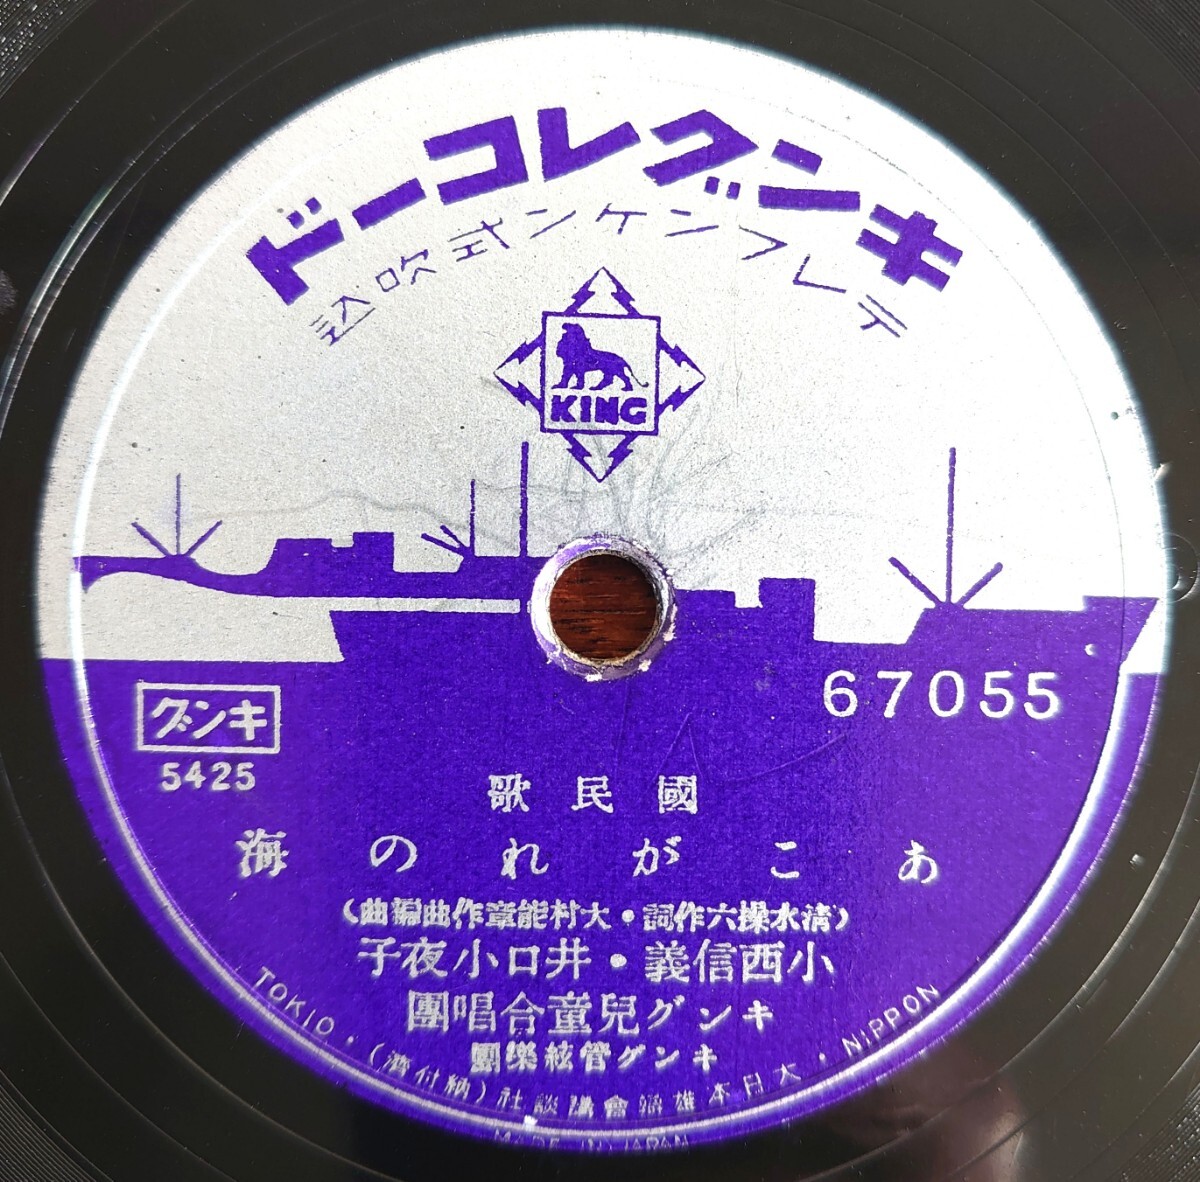 キングレコード
テレフンケン式吹込
KING
67055
キング
5425
國民歌
あこがれの海
(清水操六作詞・大村能章作曲編曲)
小西信義・井口小夜子
キング兒童合唱團
キング管絃樂團
NIPPON・大日本雄辯會講談社(納付濟)・TOKIO
MADE IN JAPAN